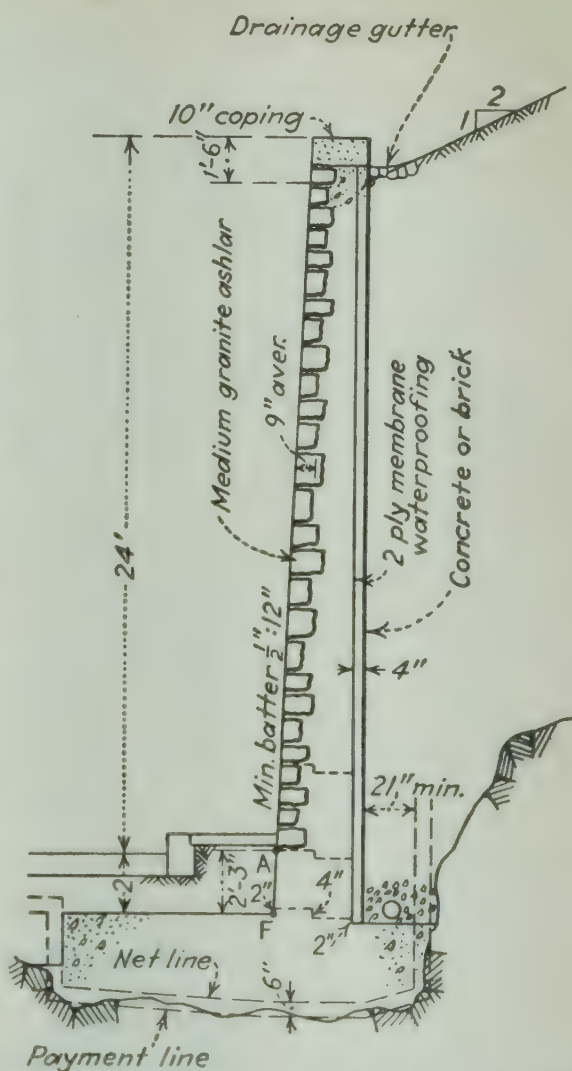 Drainage gutter
10" coping
1 2
1'-6"
Medium granite ashlar
9" aver.
2 ply membrane
waterproofing
Concrete or brick
24'
Min. batter ½":12"
4"
21" min.
A
2'-3"
2"
4"
2
F
2"
Net line
6"
Payment line